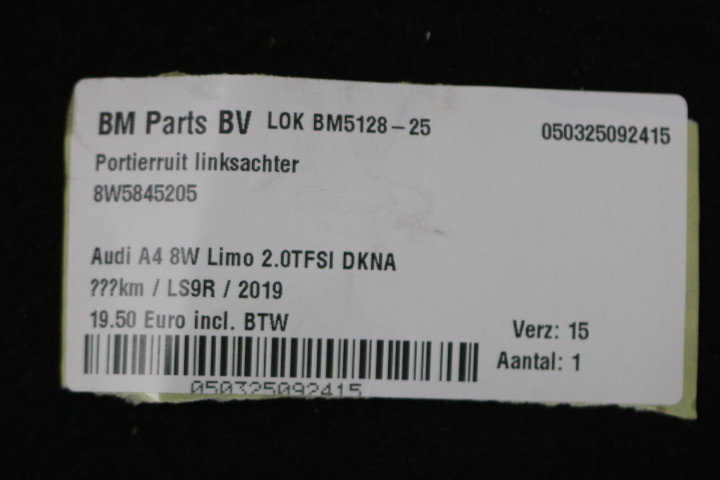 BM Parts BV LOK BM5128-25 050325092415
Portierruit linksachter
8W5845205
Audi A4 8W Limo 2.0TFSI DKNA
???km / LS9R / 2019
19.50 Euro incl. BTW
Verz: 15
Aantal: 1
050325092415